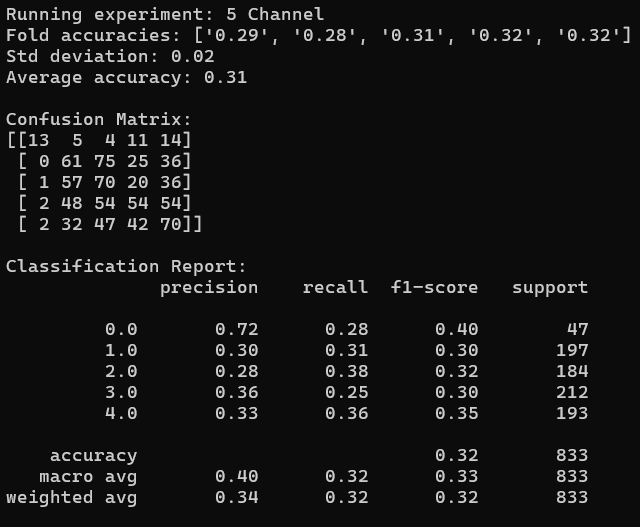 Running experiment: 5 Channel
Fold accuracies: ['0.29', '0.28', '0.31', '0.32', '0.32']
Std deviation: 0.02
Average accuracy: 0.31
Confusion Matrix:
[[13  5  4 11 14]
 [ 0 61 75 25 36]
 [ 1 57 70 20 36]
 [ 2 48 54 54 54]
 [ 2 32 47 42 70]]
Classification Report:
              precision    recall  f1-score   support
         0.0       0.72      0.28      0.40        47
         1.0       0.30      0.31      0.30       197
         2.0       0.28      0.38      0.32       184
         3.0       0.36      0.25      0.30       212
         4.0       0.33      0.36      0.35       193
    accuracy                           0.32       833
   macro avg       0.40      0.32      0.33       833
weighted avg       0.34      0.32      0.32       833